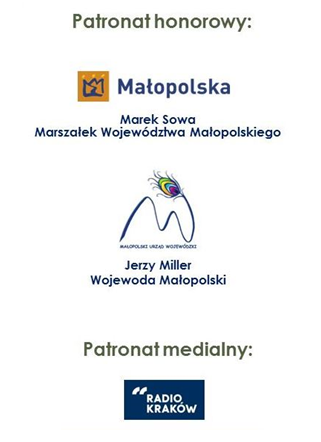 Patronat honorowy:
Małopolska
Marek Sowa
Marszałek Województwa Małopolskiego
MAŁOPOLSKI URZĄD WOJEWÓDZKI
Jerzy Miller
Wojewoda Małopolski
Patronat medialny:
RADIO
KRAKÓW